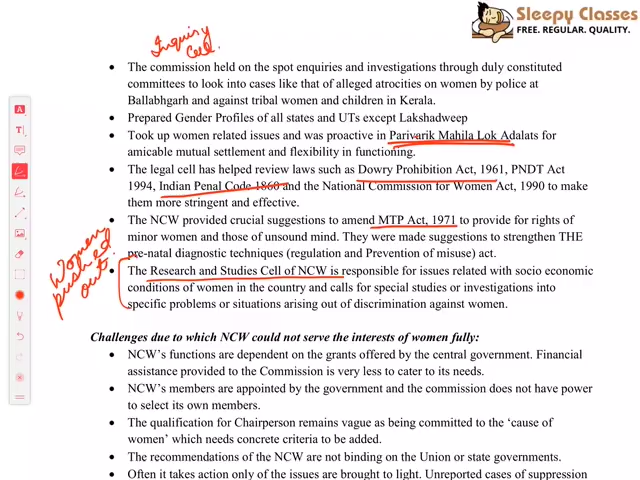 Sleepy Classes
FREE. REGULAR. QUALITY.
Inquiry
Cell
• The commission held on the spot enquiries and investigations through duly constituted
committees to look into cases like that of alleged atrocities on women by police at
Ballabhgarh and against tribal women and children in Kerala.
• Prepared Gender Profiles of all states and UTs except Lakshadweep
• Took up women related issues and was proactive in Parivarik Mahila Lok Adalats for
amicable mutual settlement and flexibility in functioning.
• The legal cell has helped review laws such as Dowry Prohibition Act, 1961, PNDT Act
1994, Indian Penal Code 1860 and the National Commission for Women Act, 1990 to make
them more stringent and effective.
• The NCW provided crucial suggestions to amend MTP Act, 1971 to provide for rights of
minor women and those of unsound mind. They were made suggestions to strengthen THE
pre-natal diagnostic techniques (regulation and Prevention of misuse) act.
Women
pushed
out
• The Research and Studies Cell of NCW is responsible for issues related with socio economic
conditions of women in the country and calls for special studies or investigations into
specific problems or situations arising out of discrimination against women.
Challenges due to which NCW could not serve the interests of women fully:
• NCW's functions are dependent on the grants offered by the central government. Financial
assistance provided to the Commission is very less to cater to its needs.
• NCW's members are appointed by the government and the commission does not have power
to select its own members.
• The qualification for Chairperson remains vague as being committed to the 'cause of
women' which needs concrete criteria to be added.
• The recommendations of the NCW are not binding on the Union or state governments.
• Often it takes action only of the issues are brought to light. Unreported cases of suppression